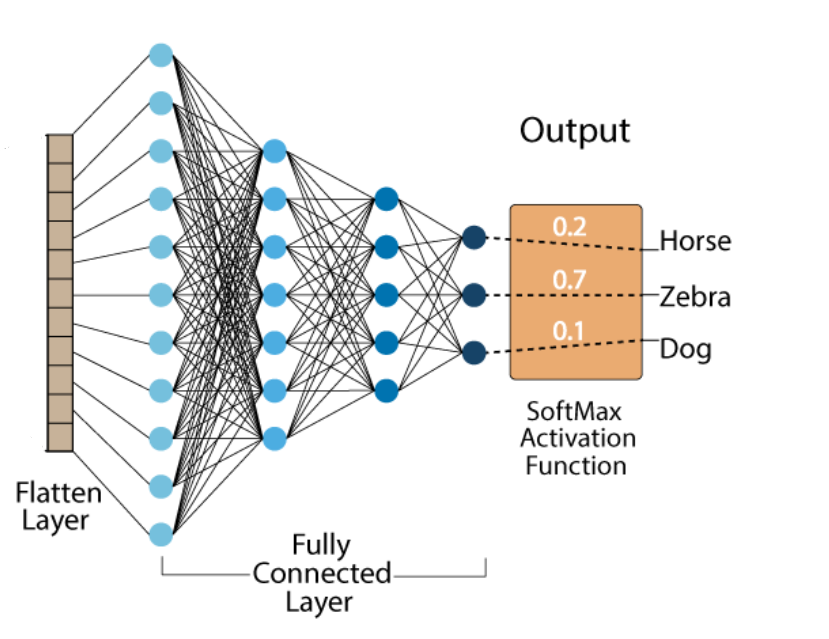 Output
0.2
Horse
0.7
Zebra
0.1
Dog
SoftMax
Activation
Function
Flatten
Layer
Fully
Connected
Layer